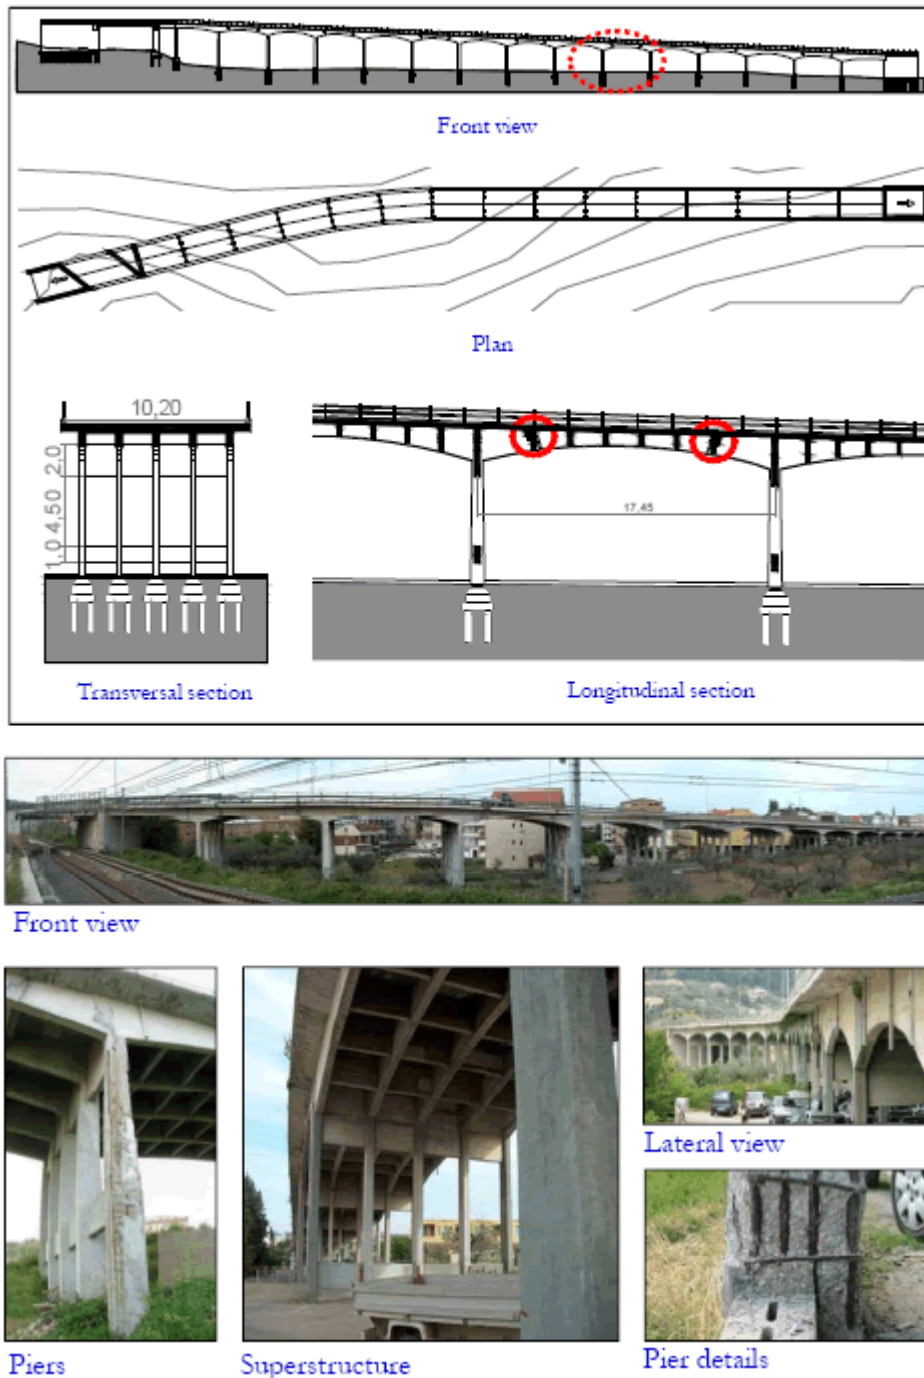 Front view
Plan
10,20
2,0
4,50
1,0
17,45
Transversal section
Longitudinal section
Front view
Lateral view
Piers
Superstructure
Pier details